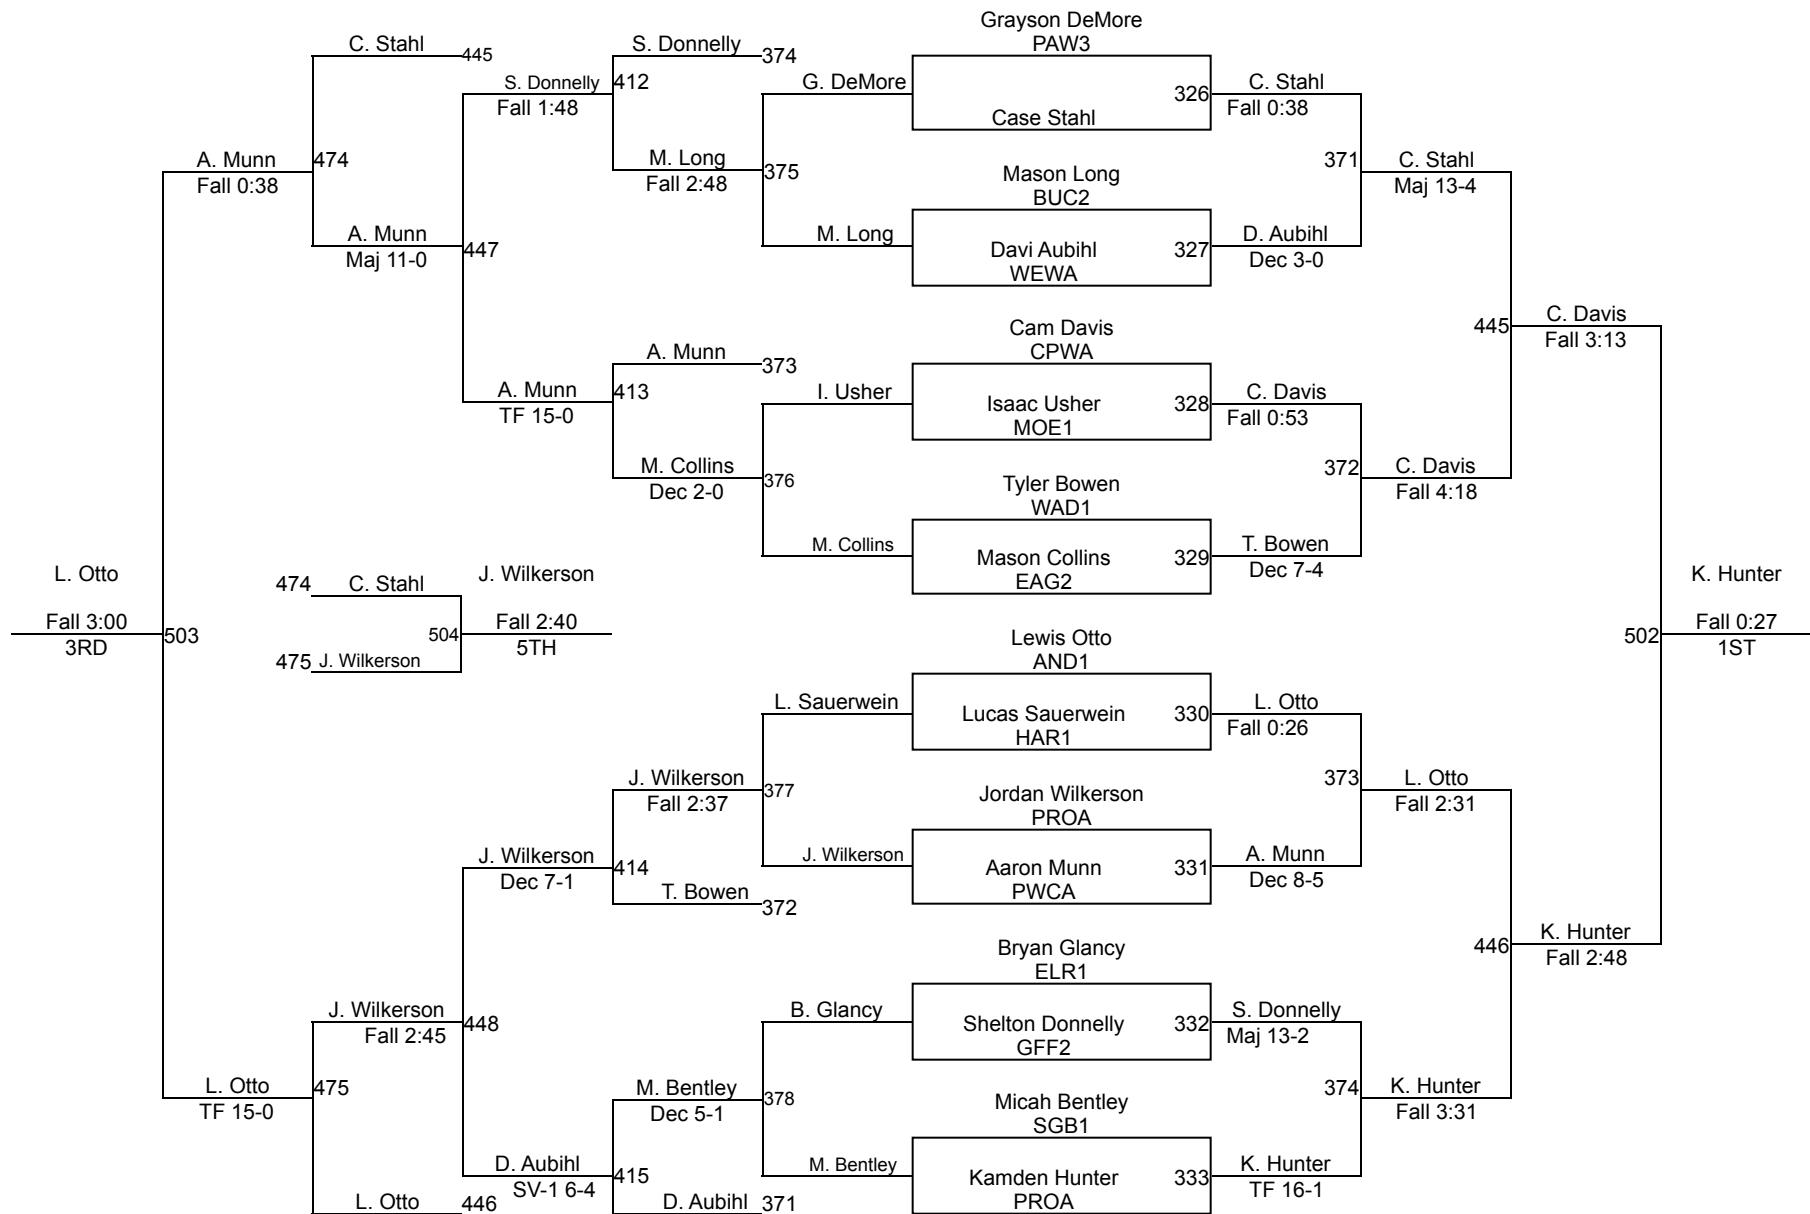 Grayson DeMore
PAW3
C. Stahl
445
S. Donnelly
374
S. Donnelly
412
Fall 1:48
G. DeMore
326
C. Stahl
Fall 0:38
Case Stahl
A. Munn
474
Fall 0:38
M. Long
375
Fall 2:48
Mason Long
BUC2
371
C. Stahl
Maj 13-4
A. Munn
447
Maj 11-0
M. Long
Davi Aubihl
327
WEWA
D. Aubihl
Dec 3-0
Cam Davis
CPWA
445
C. Davis
Fall 3:13
A. Munn
373
A. Munn
413
TF 15-0
I. Usher
Isaac Usher
328
MOE1
C. Davis
Fall 0:53
M. Collins
376
Dec 2-0
Tyler Bowen
WAD1
372
C. Davis
Fall 4:18
M. Collins
Mason Collins
329
EAG2
T. Bowen
Dec 7-4
L. Otto
Fall 3:00
503
3RD
474
C. Stahl
J. Wilkerson
504
Fall 2:40
5TH
475
J. Wilkerson
K. Hunter
502
Fall 0:27
1ST
Lewis Otto
AND1
L. Sauerwein
Lucas Sauerwein
330
HAR1
L. Otto
Fall 0:26
J. Wilkerson
377
Fall 2:37
Jordan Wilkerson
PROA
373
L. Otto
Fall 2:31
J. Wilkerson
414
Dec 7-1
J. Wilkerson
Aaron Munn
331
PWCA
A. Munn
Dec 8-5
T. Bowen
372
Bryan Glancy
ELR1
446
K. Hunter
Fall 2:48
J. Wilkerson
448
Fall 2:45
B. Glancy
Shelton Donnelly
332
GFF2
S. Donnelly
Maj 13-2
L. Otto
475
TF 15-0
M. Bentley
378
Dec 5-1
Micah Bentley
SGB1
374
K. Hunter
Fall 3:31
D. Aubihl
415
SV-1 6-4
M. Bentley
Kamden Hunter
333
PROA
K. Hunter
TF 16-1
L. Otto
446
D. Aubihl
371